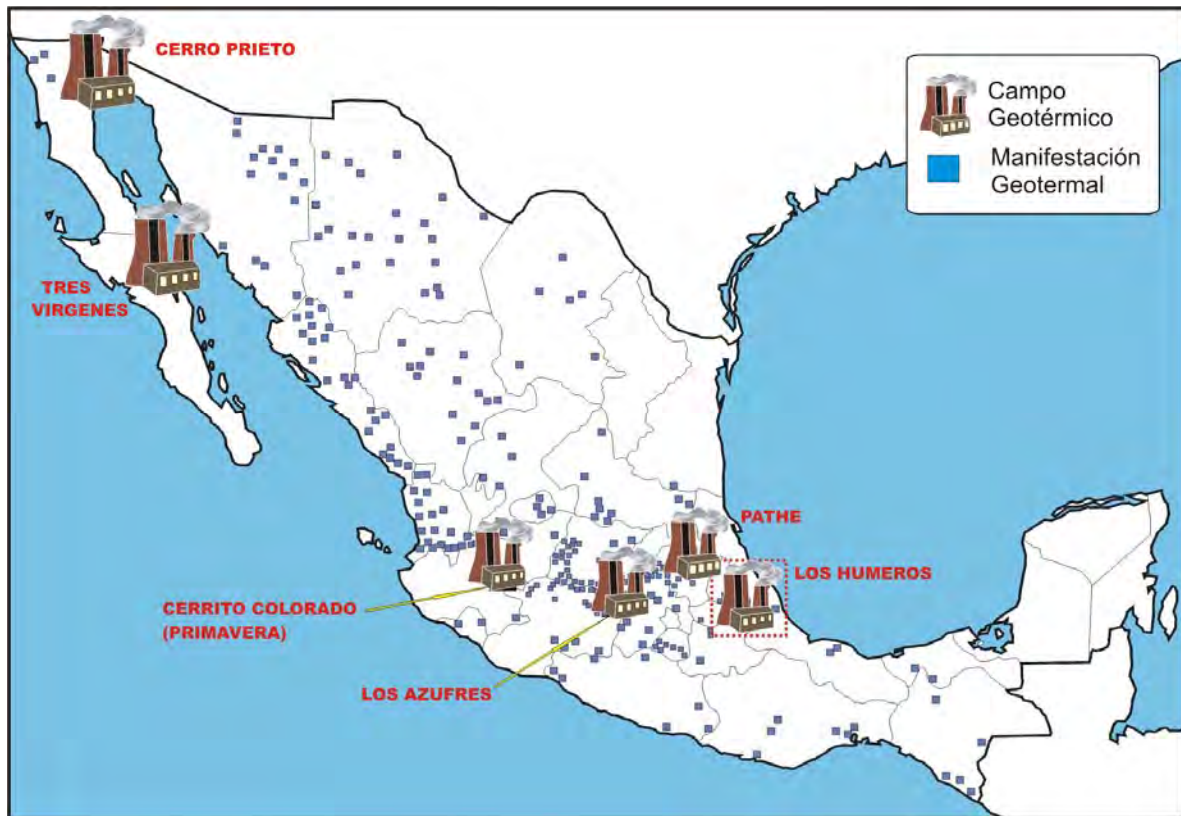 CERRO PRIETO
Campo
Geotérmico
Manifestación
Geotermal
TRES
VIRGENES
PATHE
LOS HUMEROS
CERRITO COLORADO
(PRIMAVERA)
LOS AZUFRES